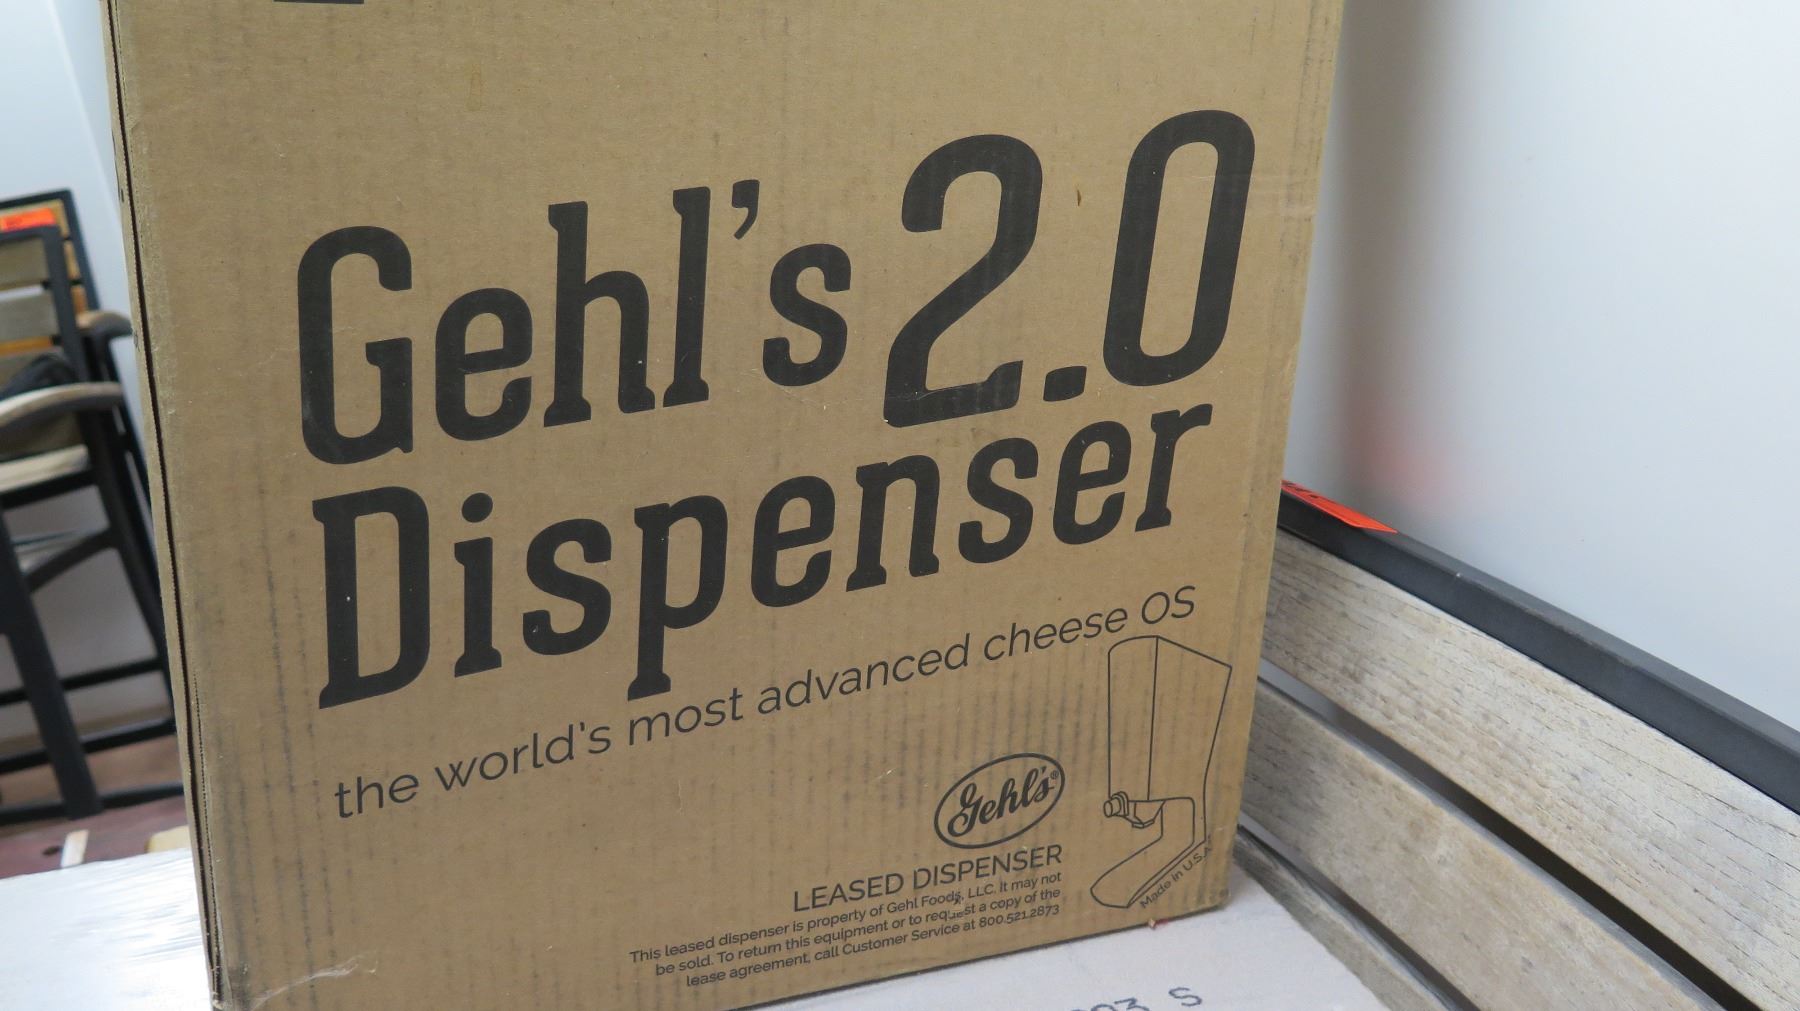 Gehl's 2.0
Dispenser
the world's most advanced cheese OS
Gehl's®
LEASED DISPENSER
This leased dispenser is property of Gehl Foods, LLC. It may not
be sold. To return this equipment or to request a copy of the
lease agreement, call Customer Service at 800.521.2873
Made in U.S.A.
S